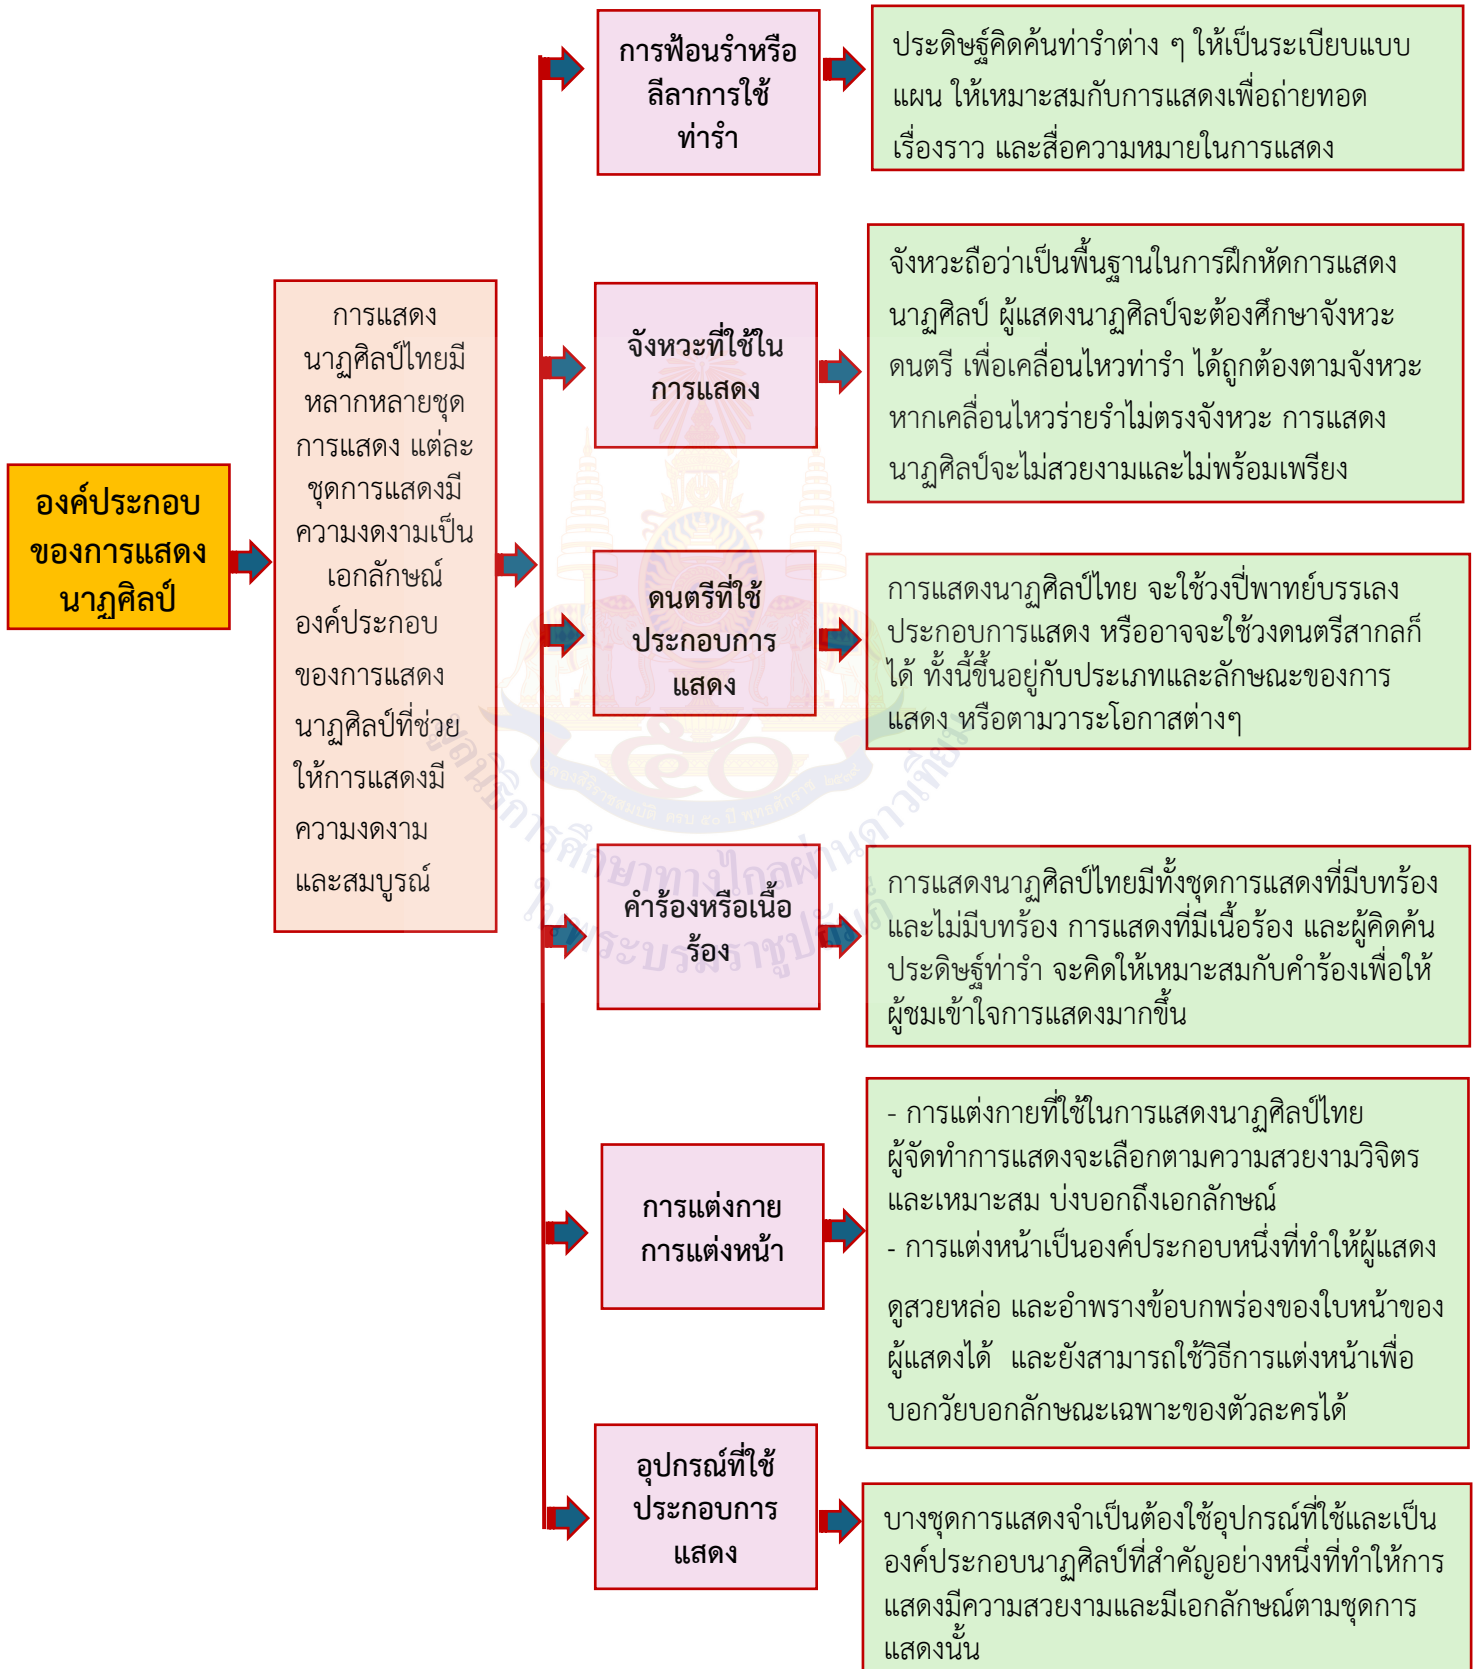 องค์ประกอบ
ของการแสดง
นาฏศิลป์
การแสดง
นาฏศิลป์ไทยมี
หลากหลายชุด
การแสดง แต่ละ
ชุดการแสดงมี
ความงดงามเป็น
เอกลักษณ์
องค์ประกอบ
ของการแสดง
นาฏศิลป์ที่ช่วย
ให้การแสดงมี
ความงดงาม
และสมบูรณ์
การฟ้อนรำหรือ
ลีลาการใช้
ท่ารำ
ประดิษฐ์คิดค้นท่ารำต่าง ๆ ให้เป็นระเบียบแบบ
แผน ให้เหมาะสมกับการแสดงเพื่อถ่ายทอด
เรื่องราว และสื่อความหมายในการแสดง
จังหวะที่ใช้ใน
การแสดง
จังหวะถือว่าเป็นพื้นฐานในการฝึกหัดการแสดง
นาฏศิลป์ ผู้แสดงนาฏศิลป์จะต้องศึกษาจังหวะ
ดนตรี เพื่อเคลื่อนไหวท่ารำ ได้ถูกต้องตามจังหวะ
หากเคลื่อนไหวร่ายรำไม่ตรงจังหวะ การแสดง
นาฏศิลป์จะไม่สวยงามและไม่พร้อมเพรียง
ดนตรีที่ใช้
ประกอบการ
แสดง
การแสดงนาฏศิลป์ไทย จะใช้วงปี่พาทย์บรรเลง
ประกอบการแสดง หรืออาจจะใช้วงดนตรีสากลก็
ได้ ทั้งนี้ขึ้นอยู่กับประเภทและลักษณะของการ
แสดง หรือตามวาระโอกาสต่างๆ
คำร้องหรือเนื้อ
ร้อง
การแสดงนาฏศิลป์ไทยมีทั้งชุดการแสดงที่มีบทร้อง
และไม่มีบทร้อง การแสดงที่มีเนื้อร้อง และผู้คิดค้น
ประดิษฐ์ท่ารำ จะคิดให้เหมาะสมกับคำร้องเพื่อให้
ผู้ชมเข้าใจการแสดงมากขึ้น
การแต่งกาย
การแต่งหน้า
- การแต่งกายที่ใช้ในการแสดงนาฏศิลป์ไทย
ผู้จัดทำการแสดงจะเลือกตามความสวยงามวิจิตร
และเหมาะสม บ่งบอกถึงเอกลักษณ์
- การแต่งหน้าเป็นองค์ประกอบหนึ่งที่ทำให้ผู้แสดง
ดูสวยหล่อ และอำพรางข้อบกพร่องของใบหน้าของ
ผู้แสดงได้  และยังสามารถใช้วิธีการแต่งหน้าเพื่อ
บอกวัยบอกลักษณะเฉพาะของตัวละครได้
อุปกรณ์ที่ใช้
ประกอบการ
แสดง
บางชุดการแสดงจำเป็นต้องใช้อุปกรณ์ที่ใช้และเป็น
องค์ประกอบนาฏศิลป์ที่สำคัญอย่างหนึ่งที่ทำให้การ
แสดงมีความสวยงามและมีเอกลักษณ์ตามชุดการ
แสดงนั้น
มูลนิธิการศึกษาทางไกลผ่านดาวเทียม
ในพระบรมราชูปถัมภ์